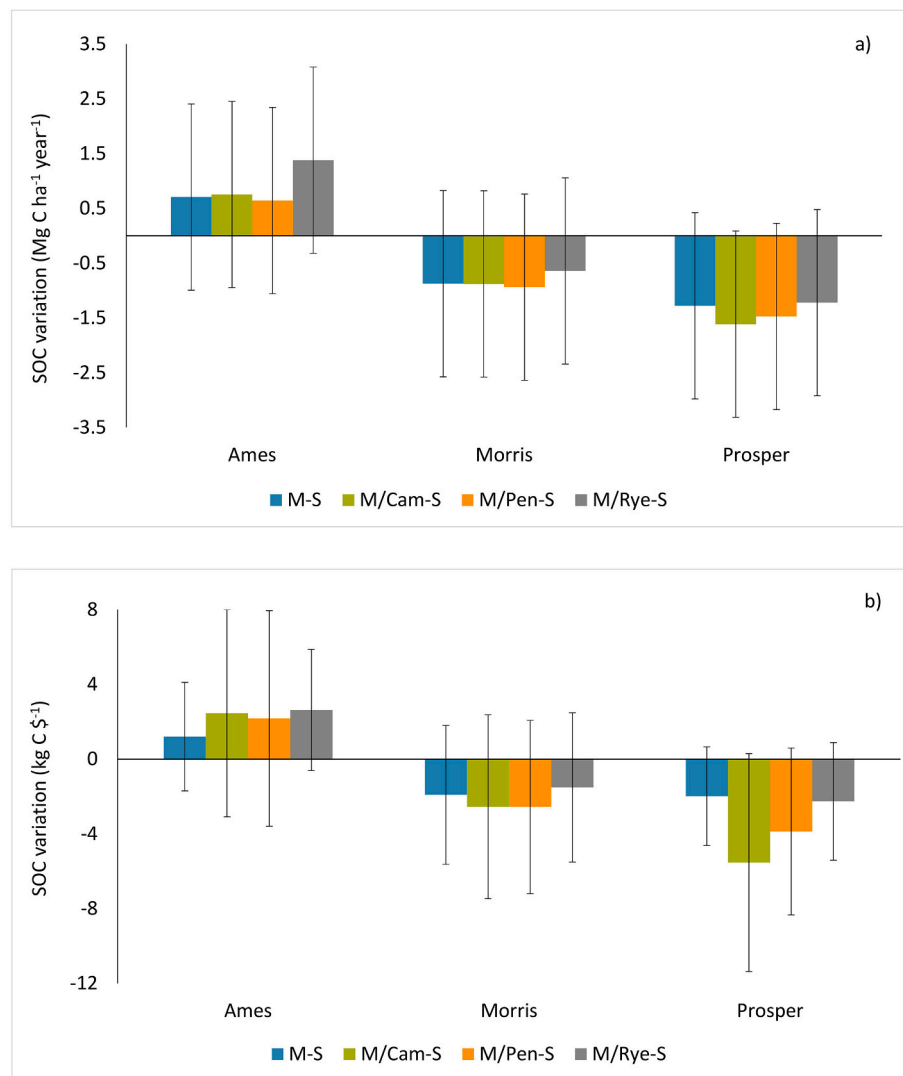 a)
SOC variation (Mg C ha⁻¹ year⁻¹)
3.5
2.5
1.5
0.5
-0.5
-1.5
-2.5
-3.5
Ames Morris Prosper
M-S M/Cam-S M/Pen-S M/Rye-S
b)
SOC variation (kg C $⁻¹)
8
4
0
-4
-8
-12
Ames Morris Prosper
M-S M/Cam-S M/Pen-S M/Rye-S